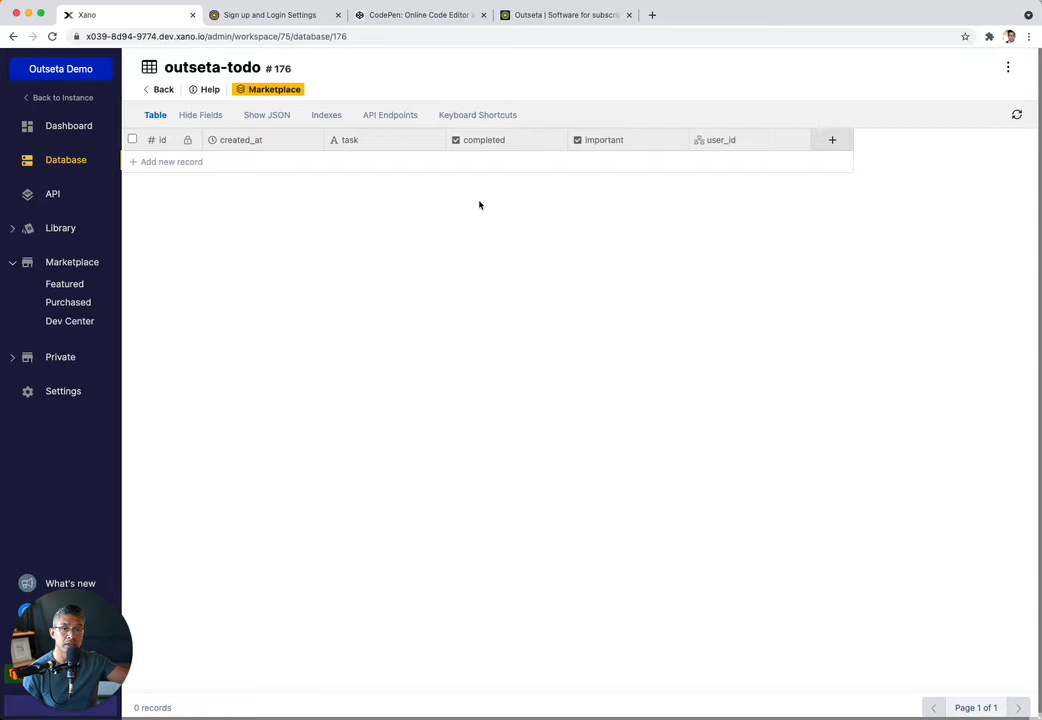 Xano
Sign up and Login Settings
CodePen: Online Code Editor
Outseta | Software for subscrip
x039-8d94-9774.dev.xano.io/admin/workspace/75/database/176
Outseta Demo
Back to Instance
Dashboard
Database
API
Library
Marketplace
Featured
Purchased
Dev Center
Private
Settings
What's new
outseta-todo # 176
Back Help Marketplace
Table Hide Fields Show JSON Indexes API Endpoints Keyboard Shortcuts
# id created_at A task completed important user_id +
+ Add new record
0 records
Page 1 of 1